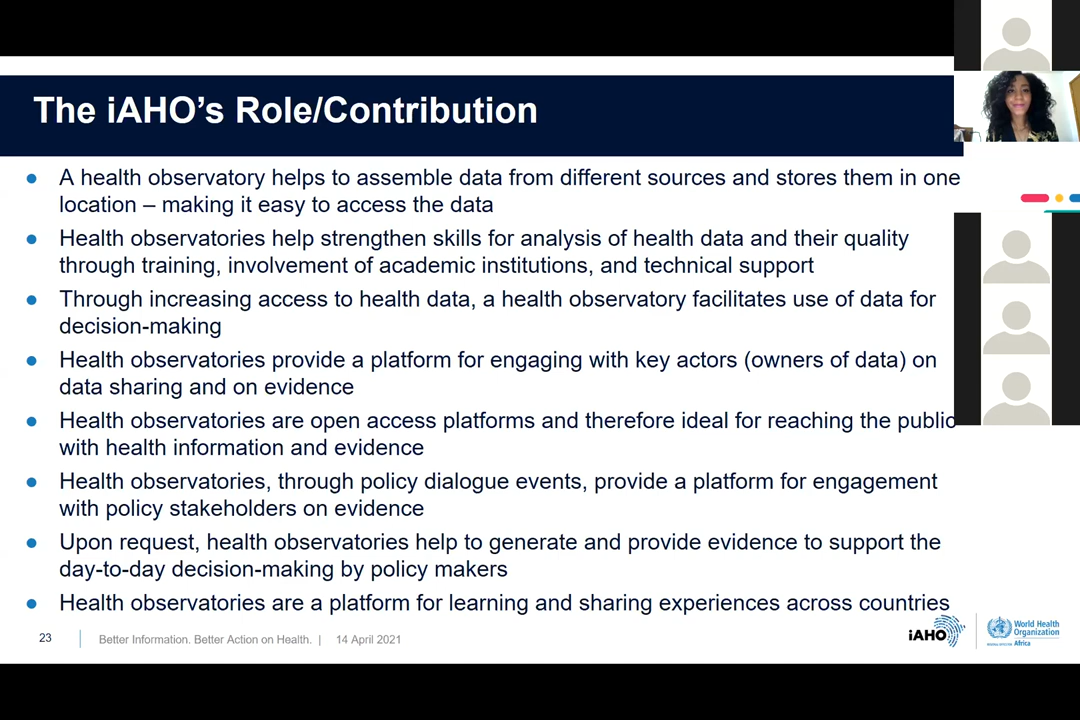 The iAHO’s Role/Contribution
● A health observatory helps to assemble data from different sources and stores them in one
location – making it easy to access the data
● Health observatories help strengthen skills for analysis of health data and their quality
through training, involvement of academic institutions, and technical support
● Through increasing access to health data, a health observatory facilitates use of data for
decision-making
● Health observatories provide a platform for engaging with key actors (owners of data) on
data sharing and on evidence
● Health observatories are open access platforms and therefore ideal for reaching the public
with health information and evidence
● Health observatories, through policy dialogue events, provide a platform for engagement
with policy stakeholders on evidence
● Upon request, health observatories help to generate and provide evidence to support the
day-to-day decision-making by policy makers
● Health observatories are a platform for learning and sharing experiences across countries
23 | Better Information. Better Action on Health. | 14 April 2021
iAHO
World Health
Organization
Africa